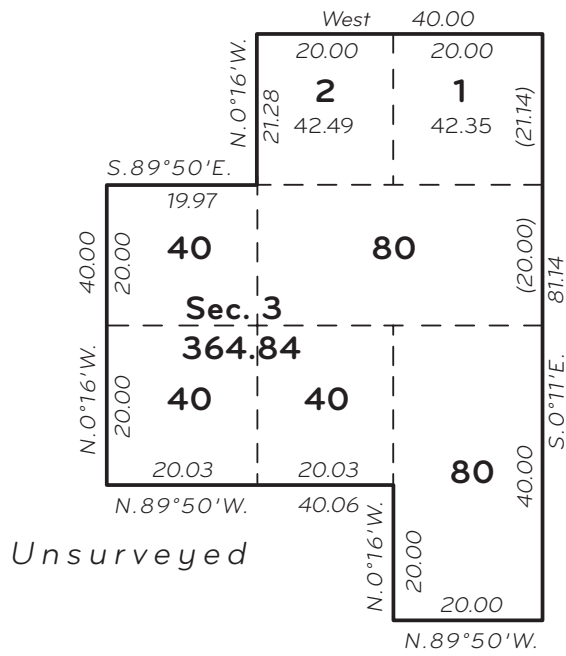 West 40.00
20.00 20.00
2 1
42.49 42.35
N.0°16'W.
21.28
(21.14)
S.89°50'E.
19.97
40 80
40.00
20.00
(20.00)
81.14
Sec. 3
364.84
40 40
N.0°16'W.
20.00
S.0°11'E.
80
40.00
20.03 20.03
N.89°50'W. 40.06
Unsurveyed
N.0°16'W.
20.00
20.00
N.89°50'W.